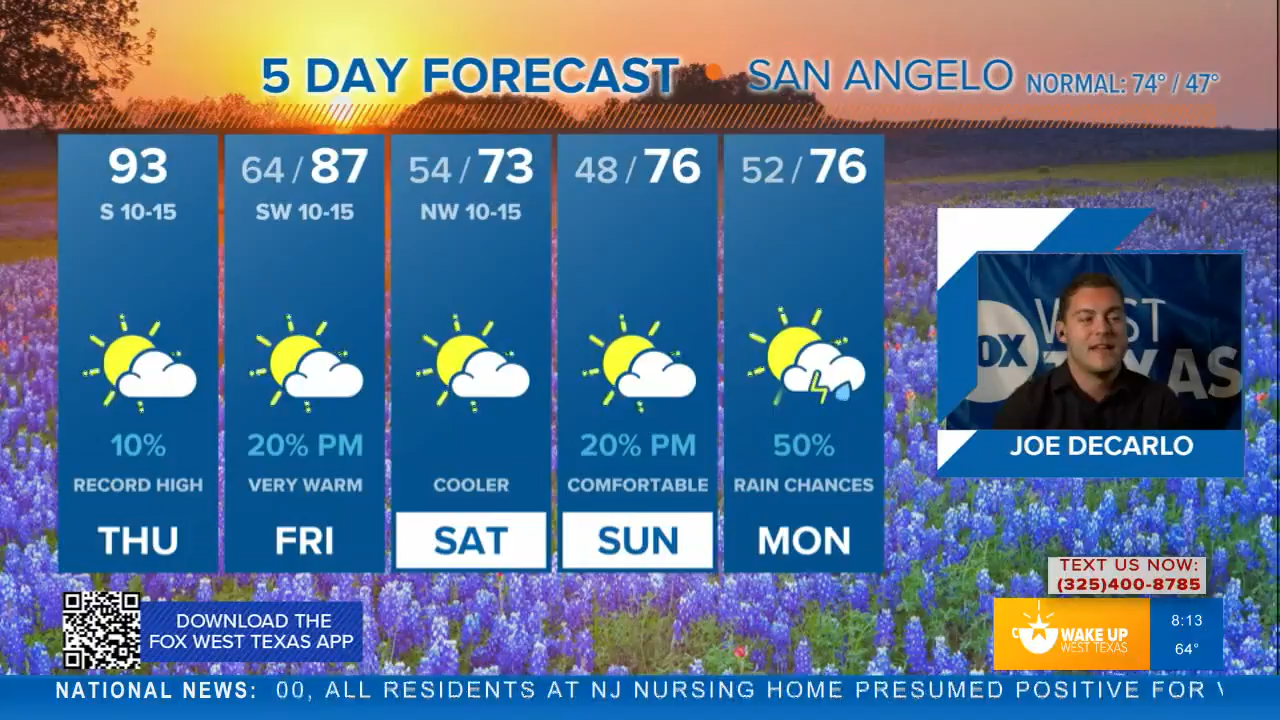 5 DAY FORECAST • SAN ANGELO NORMAL: 74° / 47°
93
S 10-15
10%
RECORD HIGH
THU
64 / 87
SW 10-15
20% PM
VERY WARM
FRI
54 / 73
NW 10-15
COOLER
SAT
48 / 76
20% PM
COMFORTABLE
SUN
52 / 76
50%
RAIN CHANCES
MON
OX WEST
TEXAS
JOE DECARLO
TEXT US NOW:
(325)400-8785
DOWNLOAD THE
FOX WEST TEXAS APP
WAKE UP
WEST TEXAS
8:13
64°
NATIONAL NEWS: 00, ALL RESIDENTS AT NJ NURSING HOME PRESUMED POSITIVE FOR